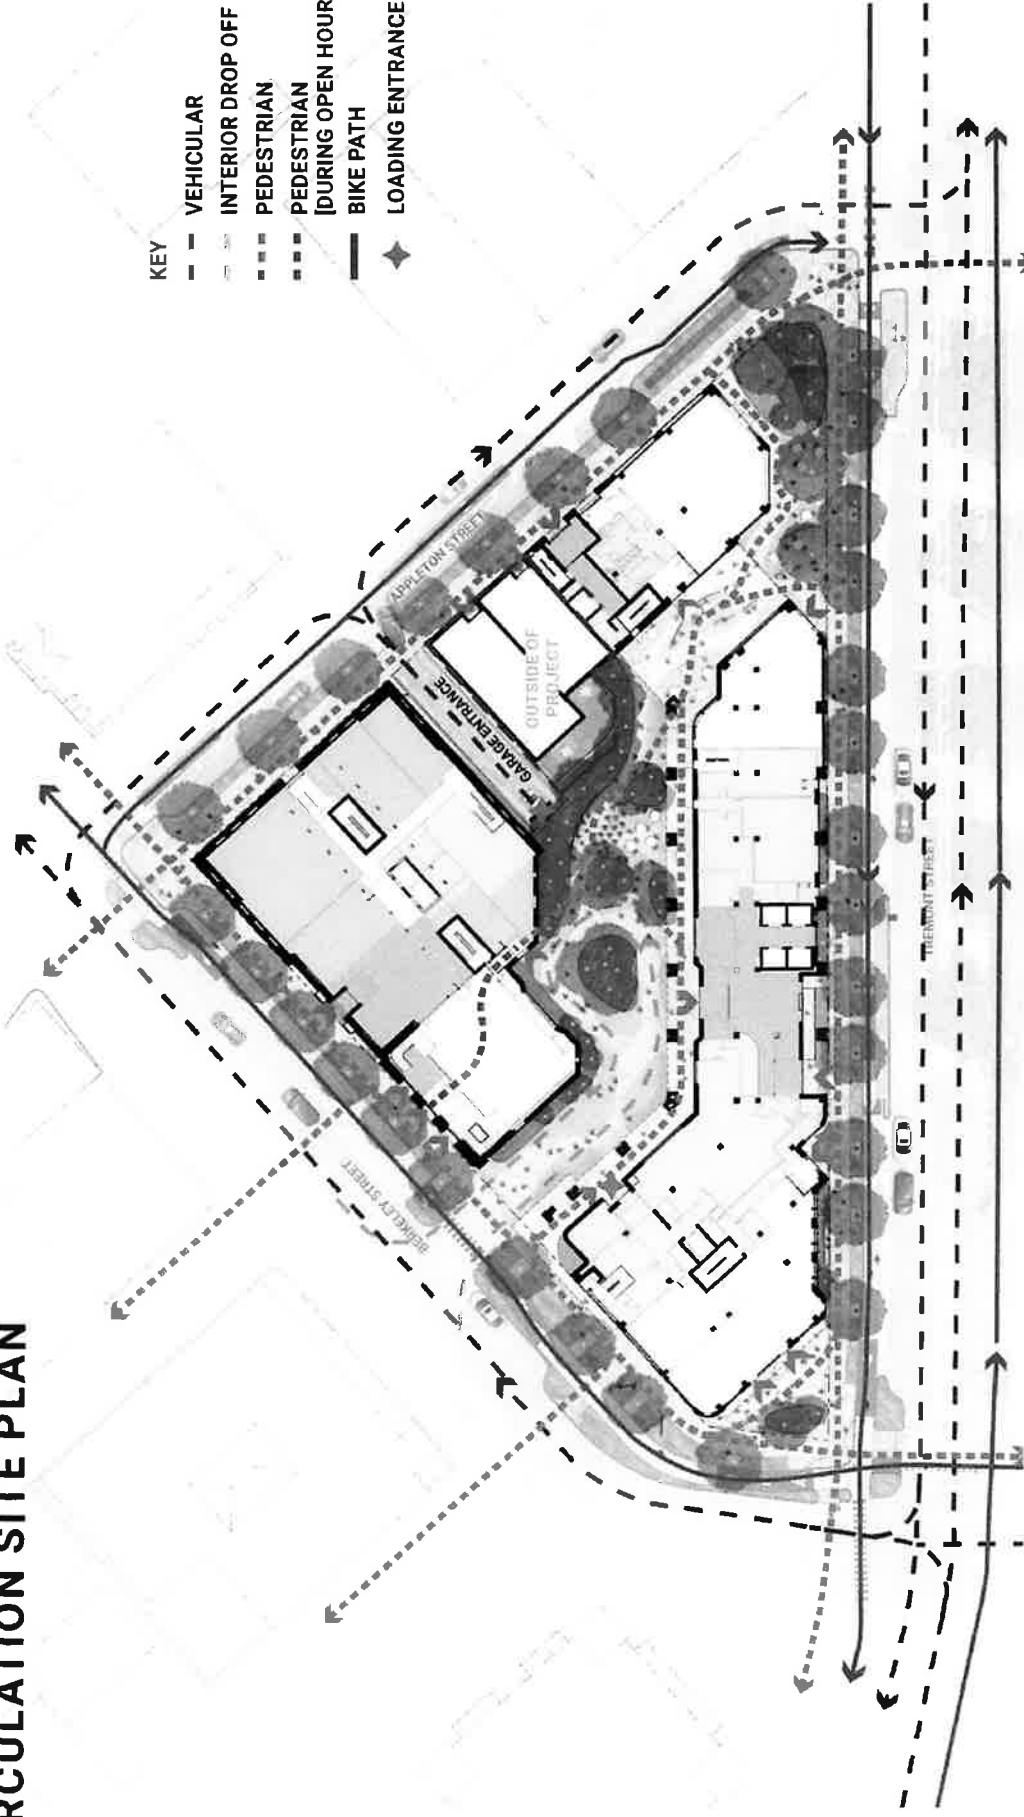 RCULATION SITE PLAN
KEY
VEHICULAR
INTERIOR DROP OFF
PEDESTRIAN
PEDESTRIAN
[DURING OPEN HOUR
BIKE PATH
LOADING ENTRANCE
APPLETON STREET
GARAGE ENTRANCE
OUTSIDE OF
PROJECT
BERKELEY STREET
TREMONT STREET